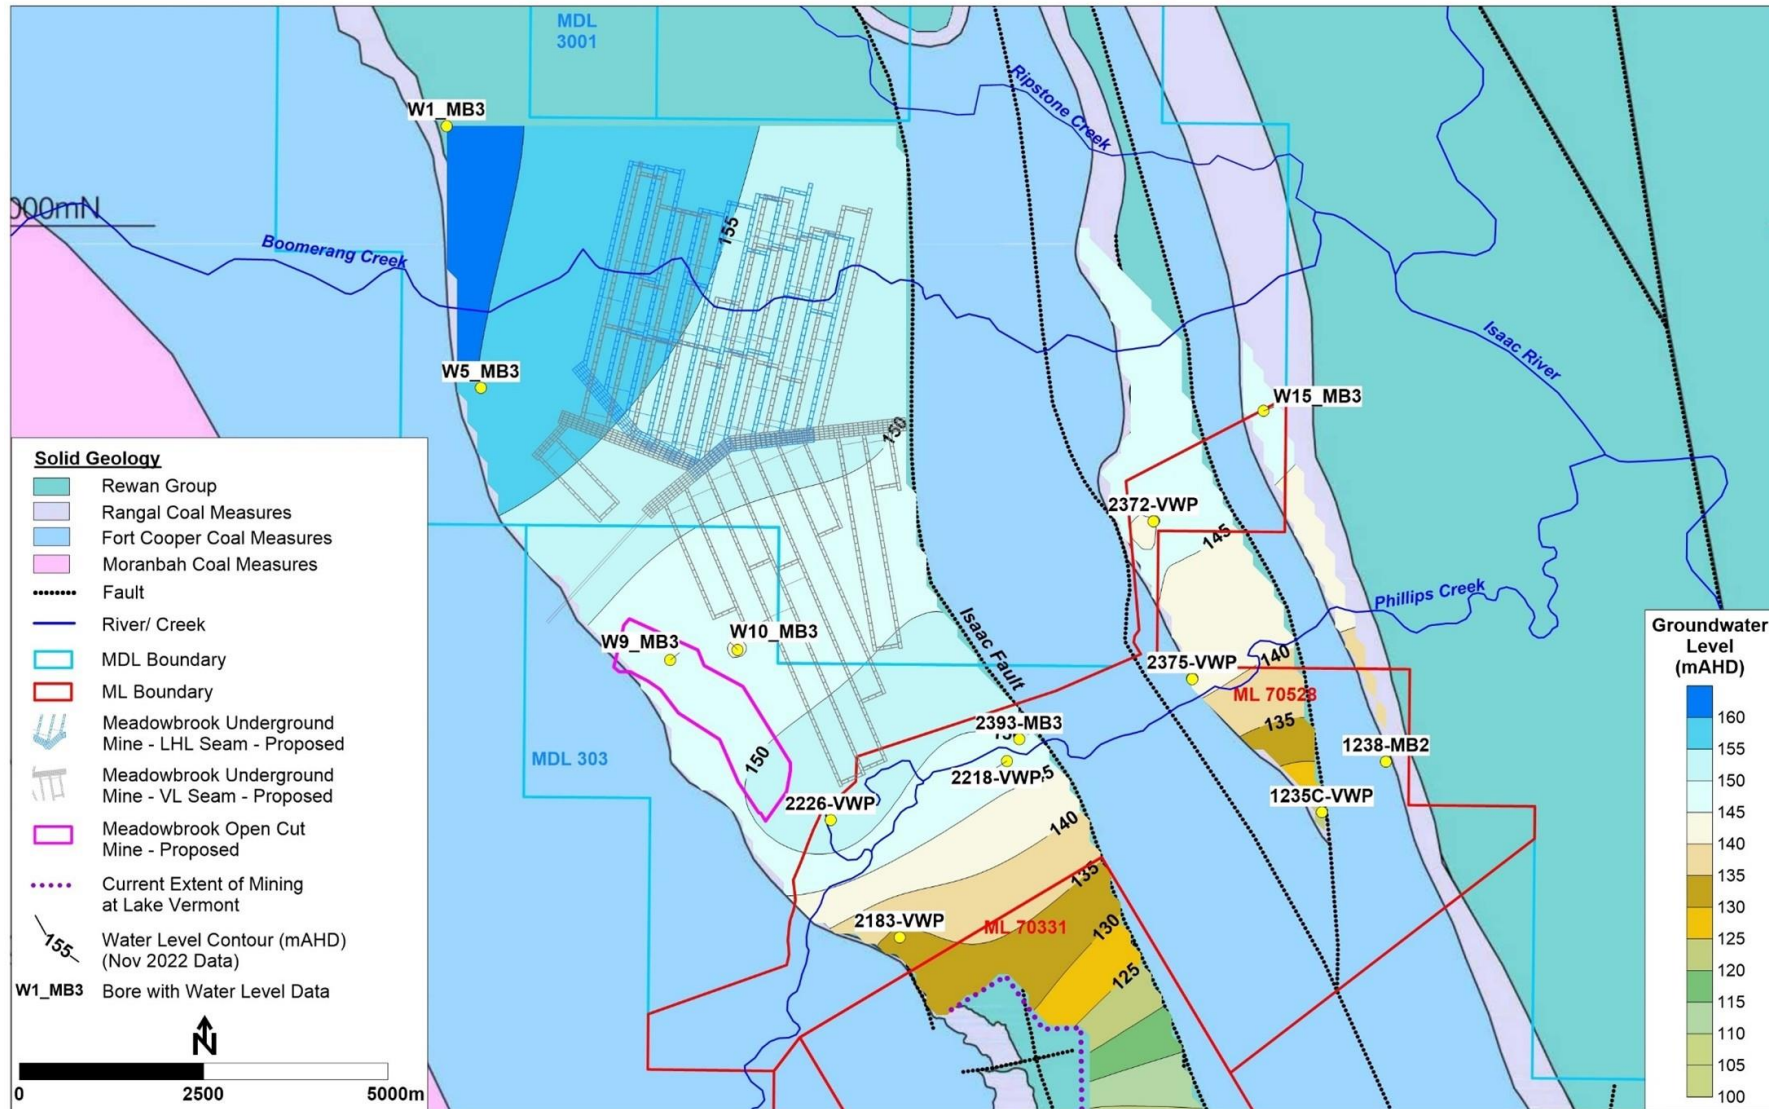 MDL
3001
Ripstone
Creek
W1_MB3
000mN
155
Boomerang Creek
Isaac River
W5_MB3
W15_MB3
150
2372-VWP
145
Phillips Creek
Solid Geology
Rewan Group
Rangal Coal Measures
Fort Cooper Coal Measures
Moranbah Coal Measures
Fault
River/ Creek
MDL Boundary
ML Boundary
Meadowbrook Underground
Mine - LHL Seam - Proposed
Meadowbrook Underground
Mine - VL Seam - Proposed
Meadowbrook Open Cut
Mine - Proposed
Current Extent of Mining
at Lake Vermont
155
Water Level Contour (mAHD)
(Nov 2022 Data)
W1_MB3
Bore with Water Level Data
N
0
2500
5000m
W9_MB3
W10_MB3
Isaac Fault
2375-VWP
140
ML 70528
135
2393-MB3
2218-VWP
5
MDL 303
150
1238-MB2
1235C-VWP
2226-VWP
140
135
2183-VWP
ML 70331
130
125
Groundwater
Level
(mAHD)
160
155
150
145
140
135
130
125
120
115
110
105
100